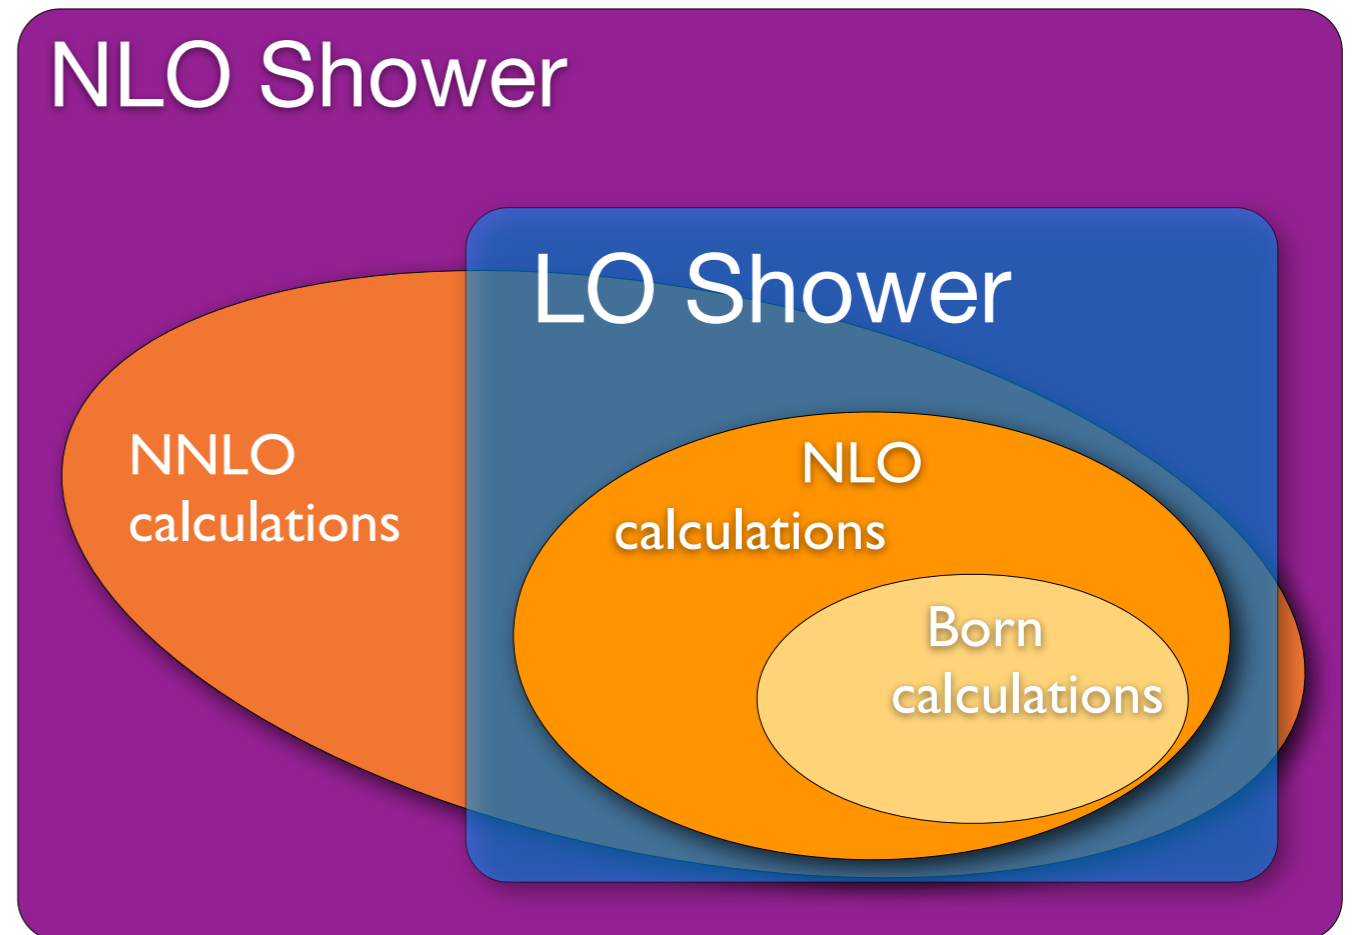 NLO Shower
LO Shower
NNLO
calculations
NLO
calculations
Born
calculations